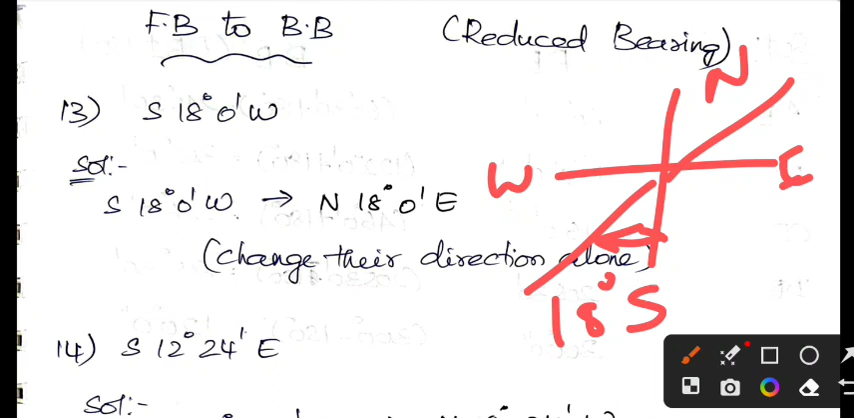 F.B to B.B (Reduced Bearing)
13) S 18° 0' W
Sol:-
S 18° 0' W → N 18° 0' E
(change their direction alone)
N
W E
18° S
14) S 12° 24' E
Sol:-